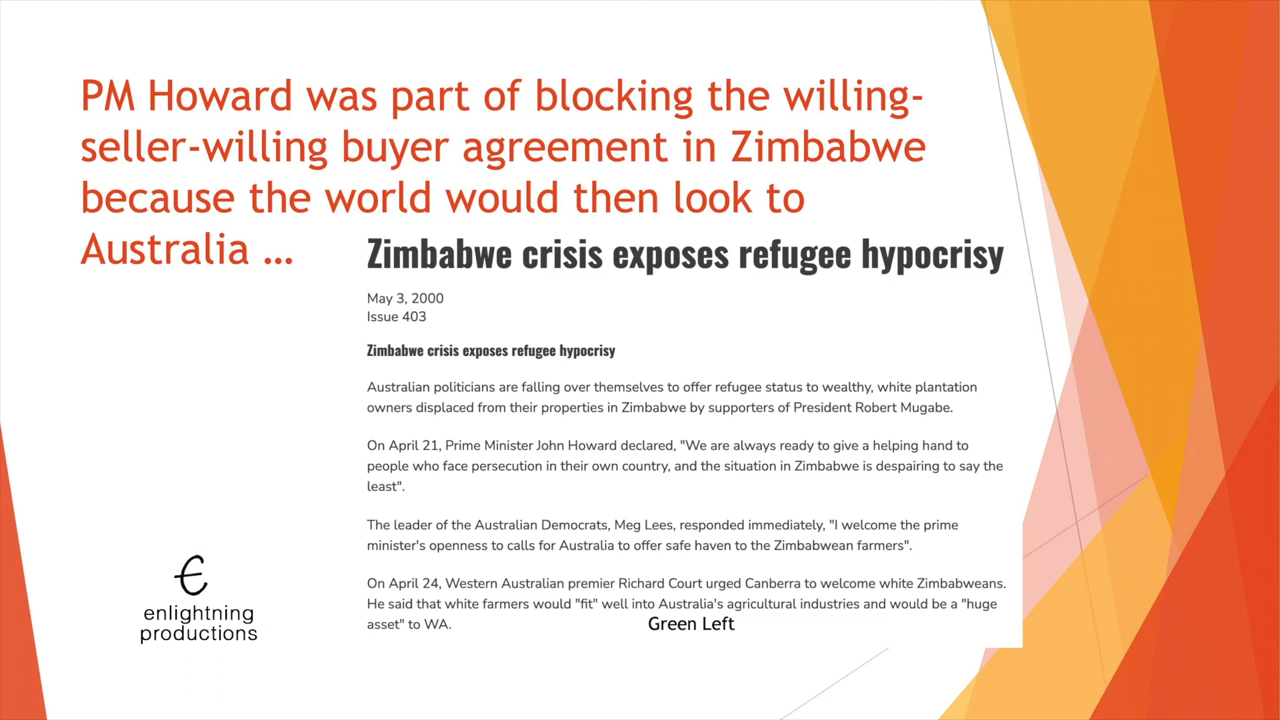 PM Howard was part of blocking the willing-
seller-willing buyer agreement in Zimbabwe
because the world would then look to
Australia ...
Zimbabwe crisis exposes refugee hypocrisy
May 3, 2000
Issue 403
Zimbabwe crisis exposes refugee hypocrisy
Australian politicians are falling over themselves to offer refugee status to wealthy, white plantation
owners displaced from their properties in Zimbabwe by supporters of President Robert Mugabe.
On April 21, Prime Minister John Howard declared, "We are always ready to give a helping hand to
people who face persecution in their own country, and the situation in Zimbabwe is despairing to say the
least".
The leader of the Australian Democrats, Meg Lees, responded immediately, "I welcome the prime
minister's openness to calls for Australia to offer safe haven to the Zimbabwean farmers".
On April 24, Western Australian premier Richard Court urged Canberra to welcome white Zimbabweans.
He said that white farmers would "fit" well into Australia's agricultural industries and would be a "huge
asset" to WA.
Green Left
enlightning
productions